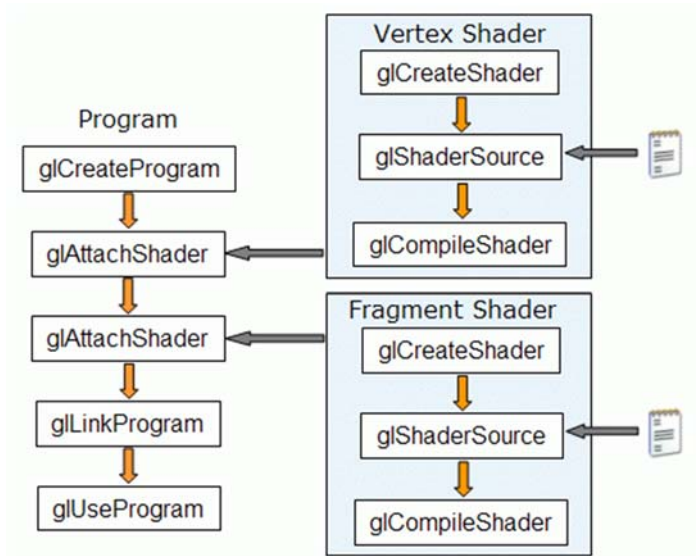 Vertex Shader
glCreateShader
glShaderSource
glCompileShader
Program
glCreateProgram
glAttachShader
glAttachShader
glLinkProgram
glUseProgram
Fragment Shader
glCreateShader
glShaderSource
glCompileShader